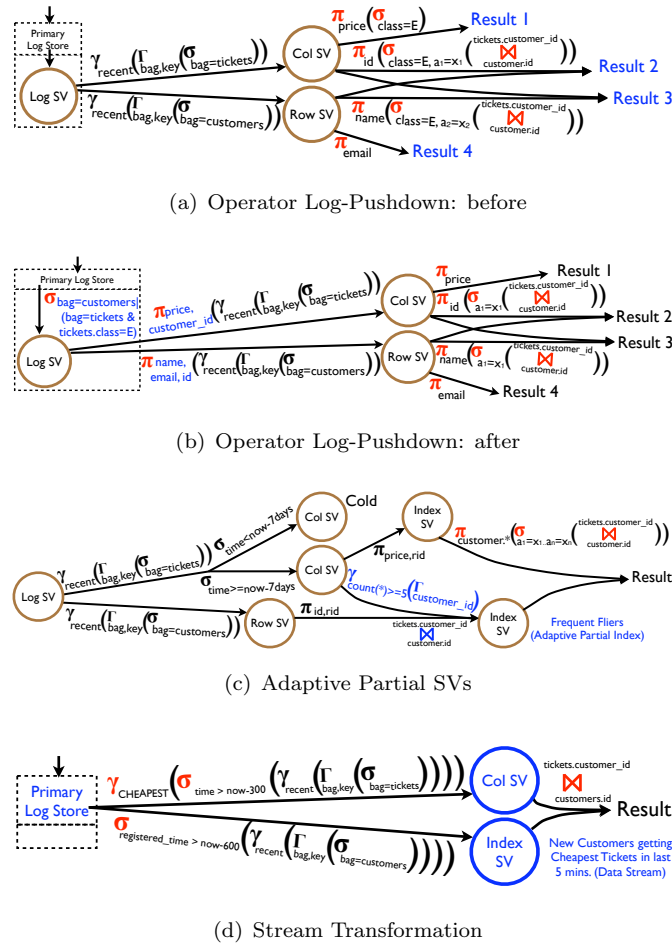 Primary
Log Store
Log SV
γrecent(Γbag,key(σbag=tickets))
γrecent(Γbag,key(σbag=customers))
Col SV
Row SV
πprice(σclass=E)
Result 1
πid(σclass=E, a1=x1(tickets.customer_id ⋈ customer.id))
Result 2
Result 3
πname(σclass=E, a2=x2(tickets.customer_id ⋈ customer.id))
πemail
Result 4
(a) Operator Log-Pushdown: before
Primary Log Store
σbag=customers|
(bag=tickets &
tickets.class=E)
Log SV
πprice,
customer_id(γrecent(Γbag,key(σbag=tickets)))
πname,
email, id(γrecent(Γbag,key(σbag=customers)))
Col SV
Row SV
πprice
Result 1
πid(σa1=x1(tickets.customer_id ⋈ customer.id))
Result 2
Result 3
πname(σa1=x1(tickets.customer_id ⋈ customer.id))
πemail
Result 4
(b) Operator Log-Pushdown: after
Log SV
γrecent(Γbag,key(σbag=tickets))
σtime<now-7days
Col SV
Cold
σtime>=now-7days
Col SV
πprice,rid
Index
SV
πcustomer.*(σa1=x1..an=xn(tickets.customer_id ⋈ customer.id))
Result
γcount(*)>=5(Γcustomer_id)
γrecent(Γbag,key(σbag=customers))
Row SV
πid,rid
tickets.customer_id
⋈
customer.id
Index
SV
Frequent Fliers
(Adaptive Partial Index)
(c) Adaptive Partial SVs
Primary
Log Store
γCHEAPEST(σtime > now-300(γrecent(Γbag,key(σbag=tickets))))
σregistered_time > now-600(γrecent(Γbag,key(σbag=customers))))
Col SV
Index
SV
tickets.customer_id
⋈
customers.id
Result
New Customers getting
Cheapest Tickets in last
5 mins. (Data Stream)
(d) Stream Transformation